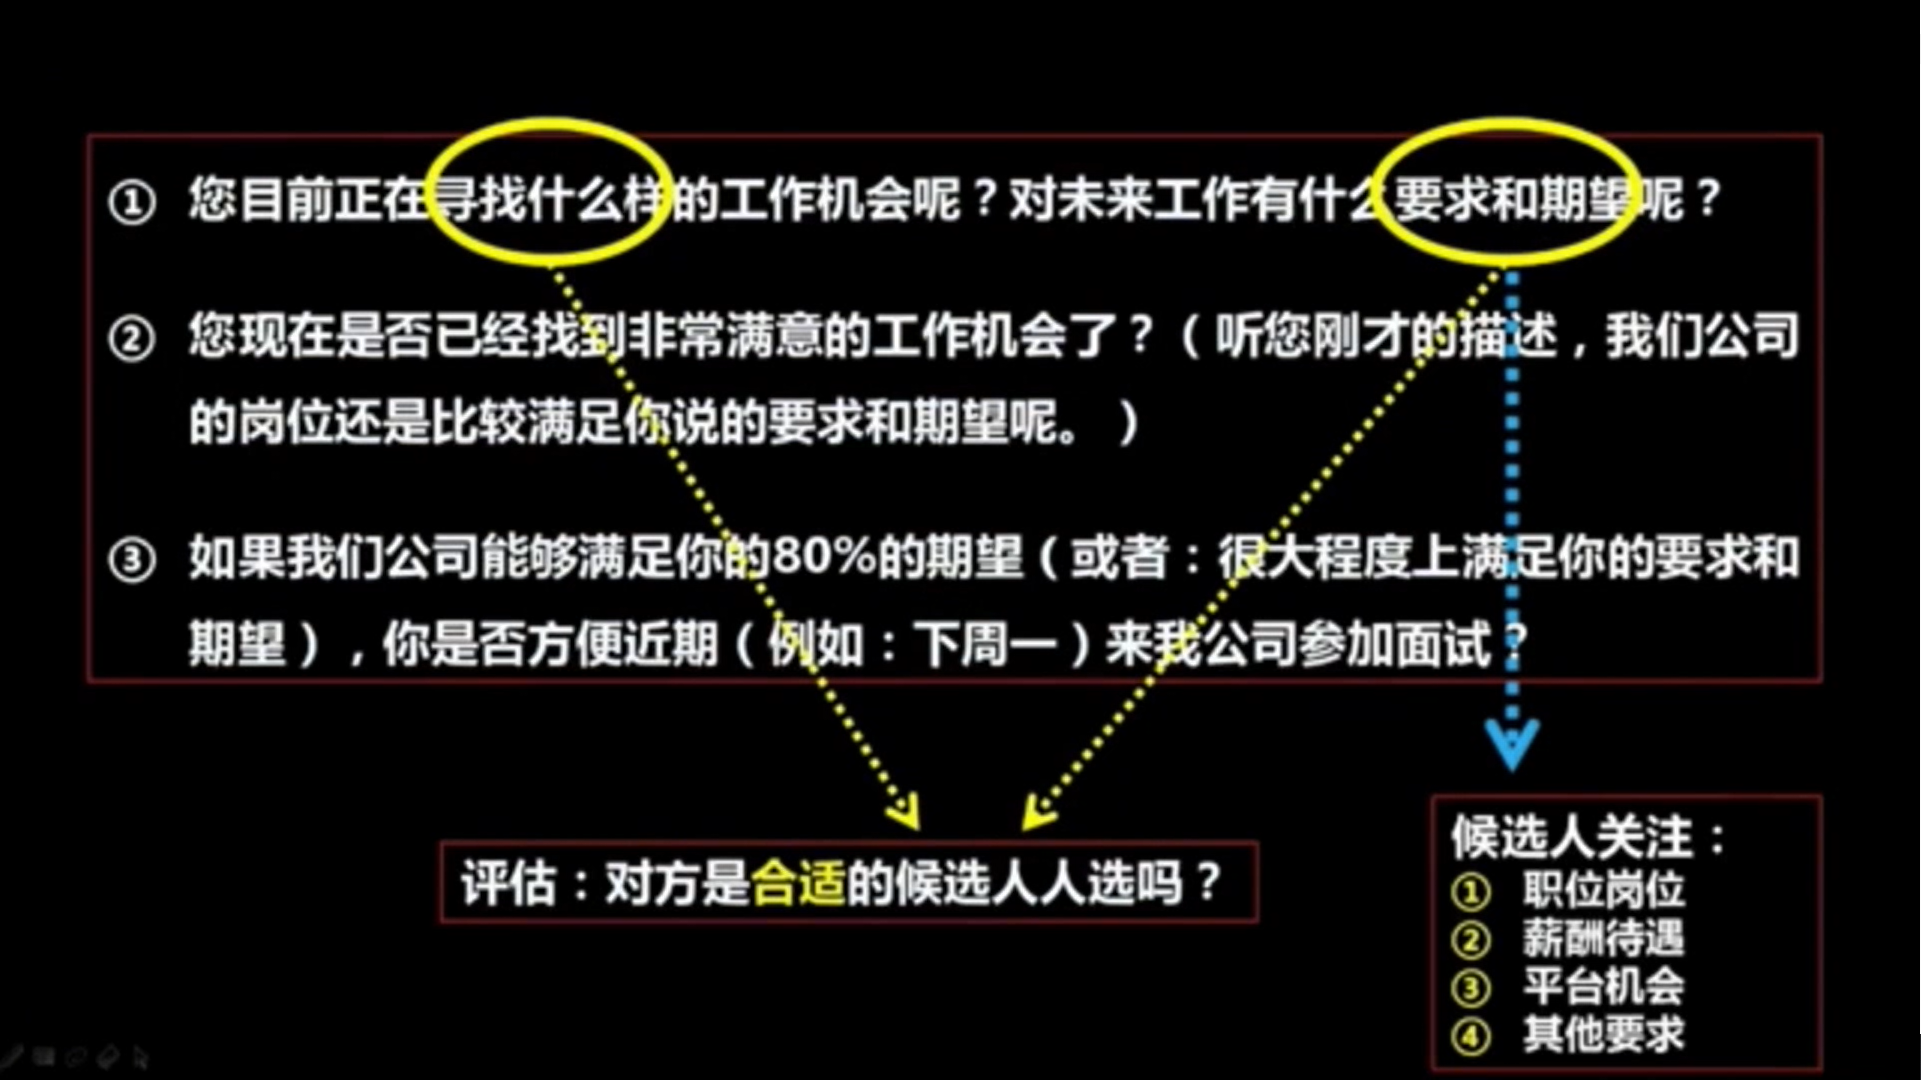 ① 您目前正在寻找什么样的工作机会呢？对未来工作有什么要求和期望呢？
② 您现在是否已经找到非常满意的工作机会了？（听您刚才的描述，我们公司
的岗位还是比较满足你说的要求和期望呢。）
③ 如果我们公司能够满足你的80%的期望（或者：很大程度上满足你的要求和
期望），你是否方便近期（例如：下周一）来我公司参加面试？
评估：对方是合适的候选人人选吗？
候选人关注：
① 职位岗位
② 薪酬待遇
③ 平台机会
④ 其他要求